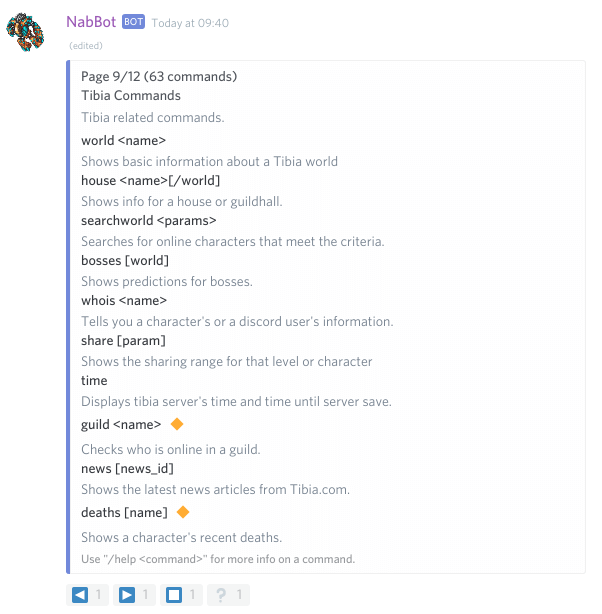 NabBot BOT Today at 09:40
(edited)
Page 9/12 (63 commands)
Tibia Commands
Tibia related commands.
world <name>
Shows basic information about a Tibia world
house <name>[/world]
Shows info for a house or guildhall.
searchworld <params>
Searches for online characters that meet the criteria.
bosses [world]
Shows predictions for bosses.
whois <name>
Tells you a character's or a discord user's information.
share [param]
Shows the sharing range for that level or character
time
Displays tibia server's time and time until server save.
guild <name> 🔸
Checks who is online in a guild.
news [news_id]
Shows the latest news articles from Tibia.com.
deaths [name] 🔸
Shows a character's recent deaths.
Use "/help <command>" for more info on a command.
◀ 1 ▶ 1 ⏹ 1 ❔ 1